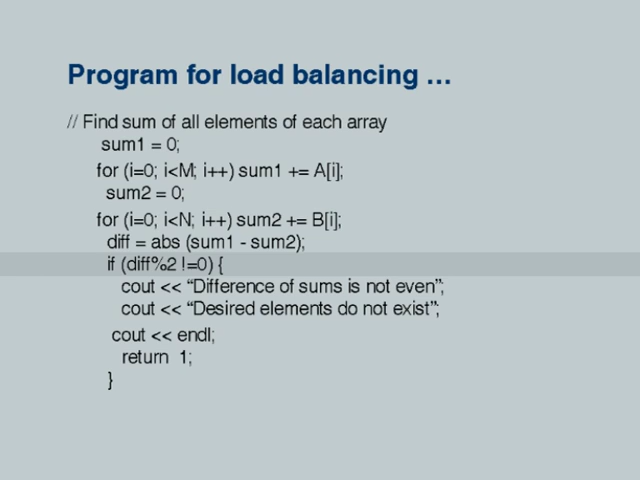 Program for load balancing …
// Find sum of all elements of each array
sum1 = 0;
for (i=0; i<M; i++) sum1 += A[i];
sum2 = 0;
for (i=0; i<N; i++) sum2 += B[i];
diff = abs (sum1 - sum2);
if (diff%2 !=0) {
cout << “Difference of sums is not even”;
cout << “Desired elements do not exist”;
cout << endl;
return  1;
}